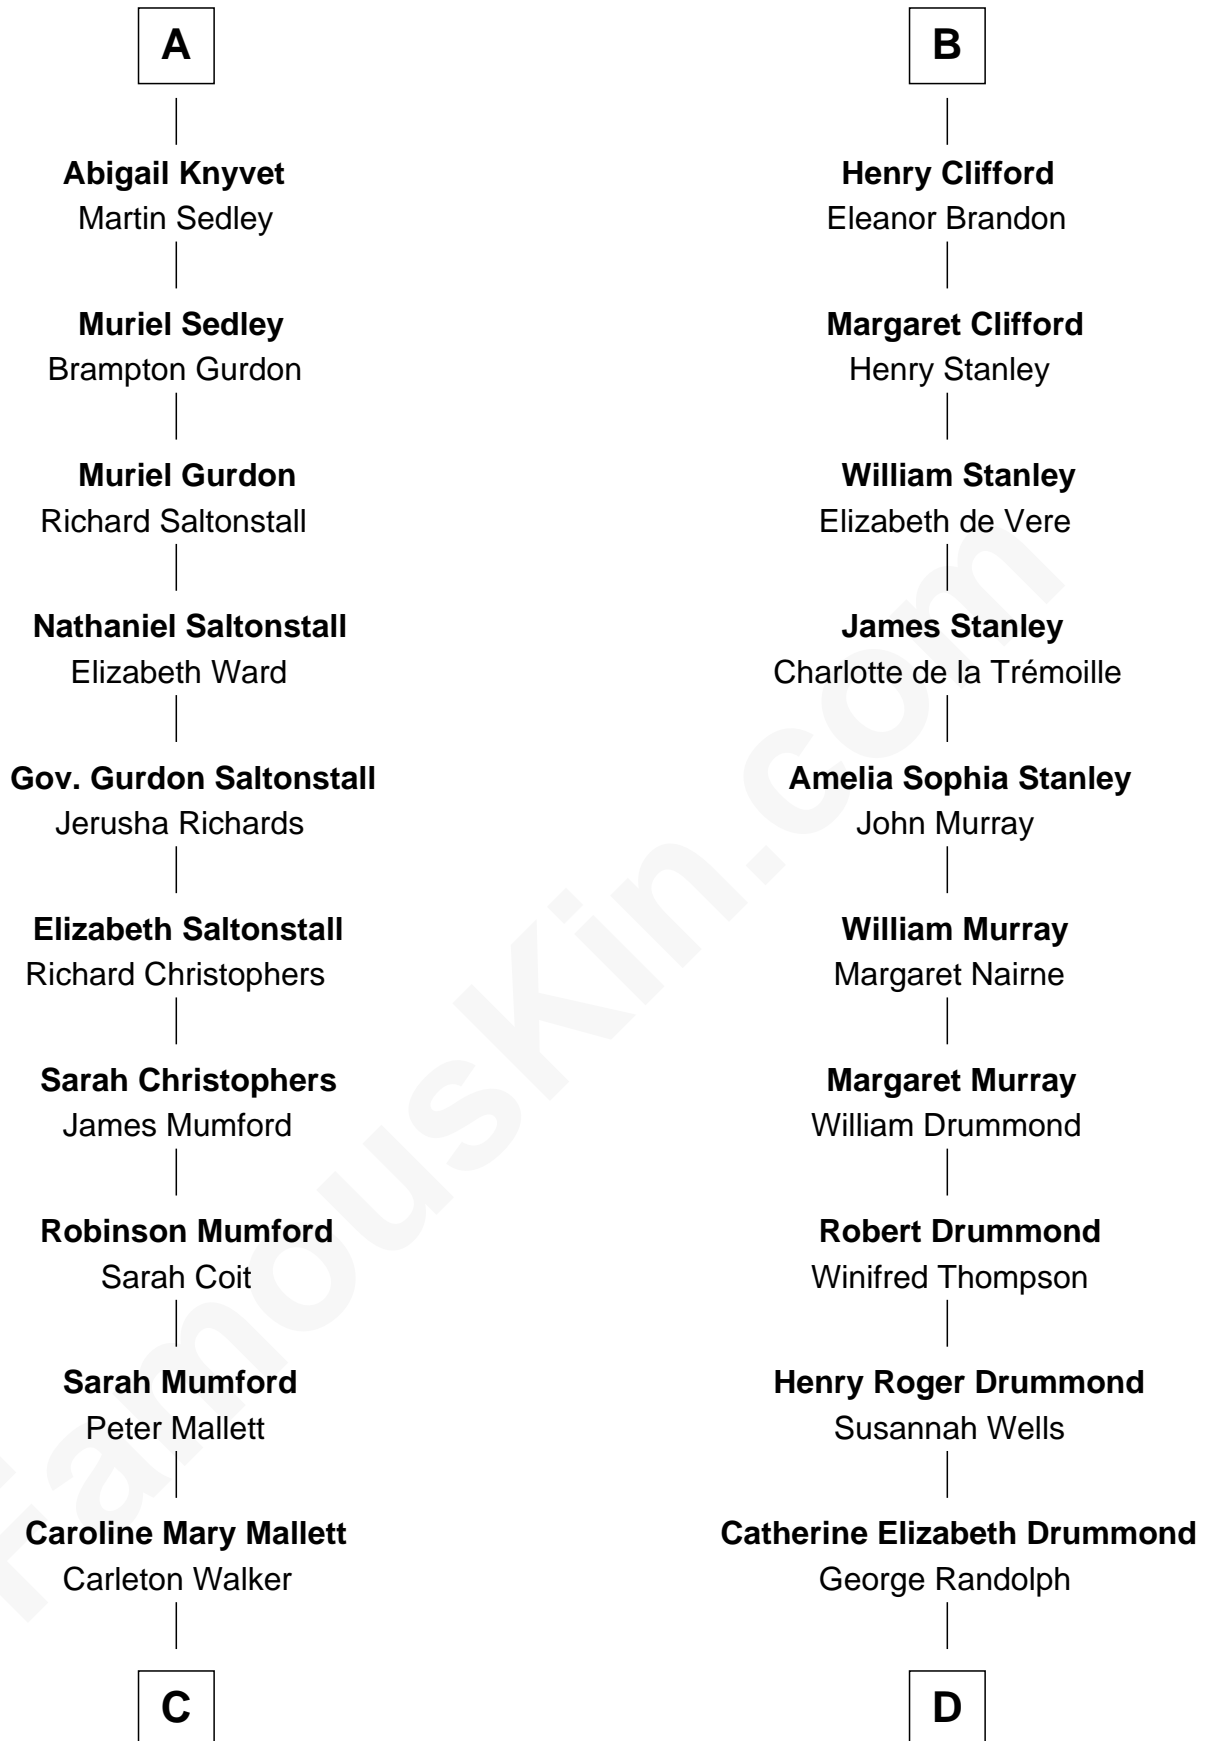 A
Abigail Knyvet
Martin Sedley
Muriel Sedley
Brampton Gurdon
Muriel Gurdon
Richard Saltonstall
Nathaniel Saltonstall
Elizabeth Ward
Gov. Gurdon Saltonstall
Jerusha Richards
Elizabeth Saltonstall
Richard Christophers
Sarah Christophers
James Mumford
Robinson Mumford
Sarah Coit
Sarah Mumford
Peter Mallett
Caroline Mary Mallett
Carleton Walker
C
B
Henry Clifford
Eleanor Brandon
Margaret Clifford
Henry Stanley
William Stanley
Elizabeth de Vere
James Stanley
Charlotte de la Trémoille
Amelia Sophia Stanley
John Murray
William Murray
Margaret Nairne
Margaret Murray
William Drummond
Robert Drummond
Winifred Thompson
Henry Roger Drummond
Susannah Wells
Catherine Elizabeth Drummond
George Randolph
D
FamousKin.com